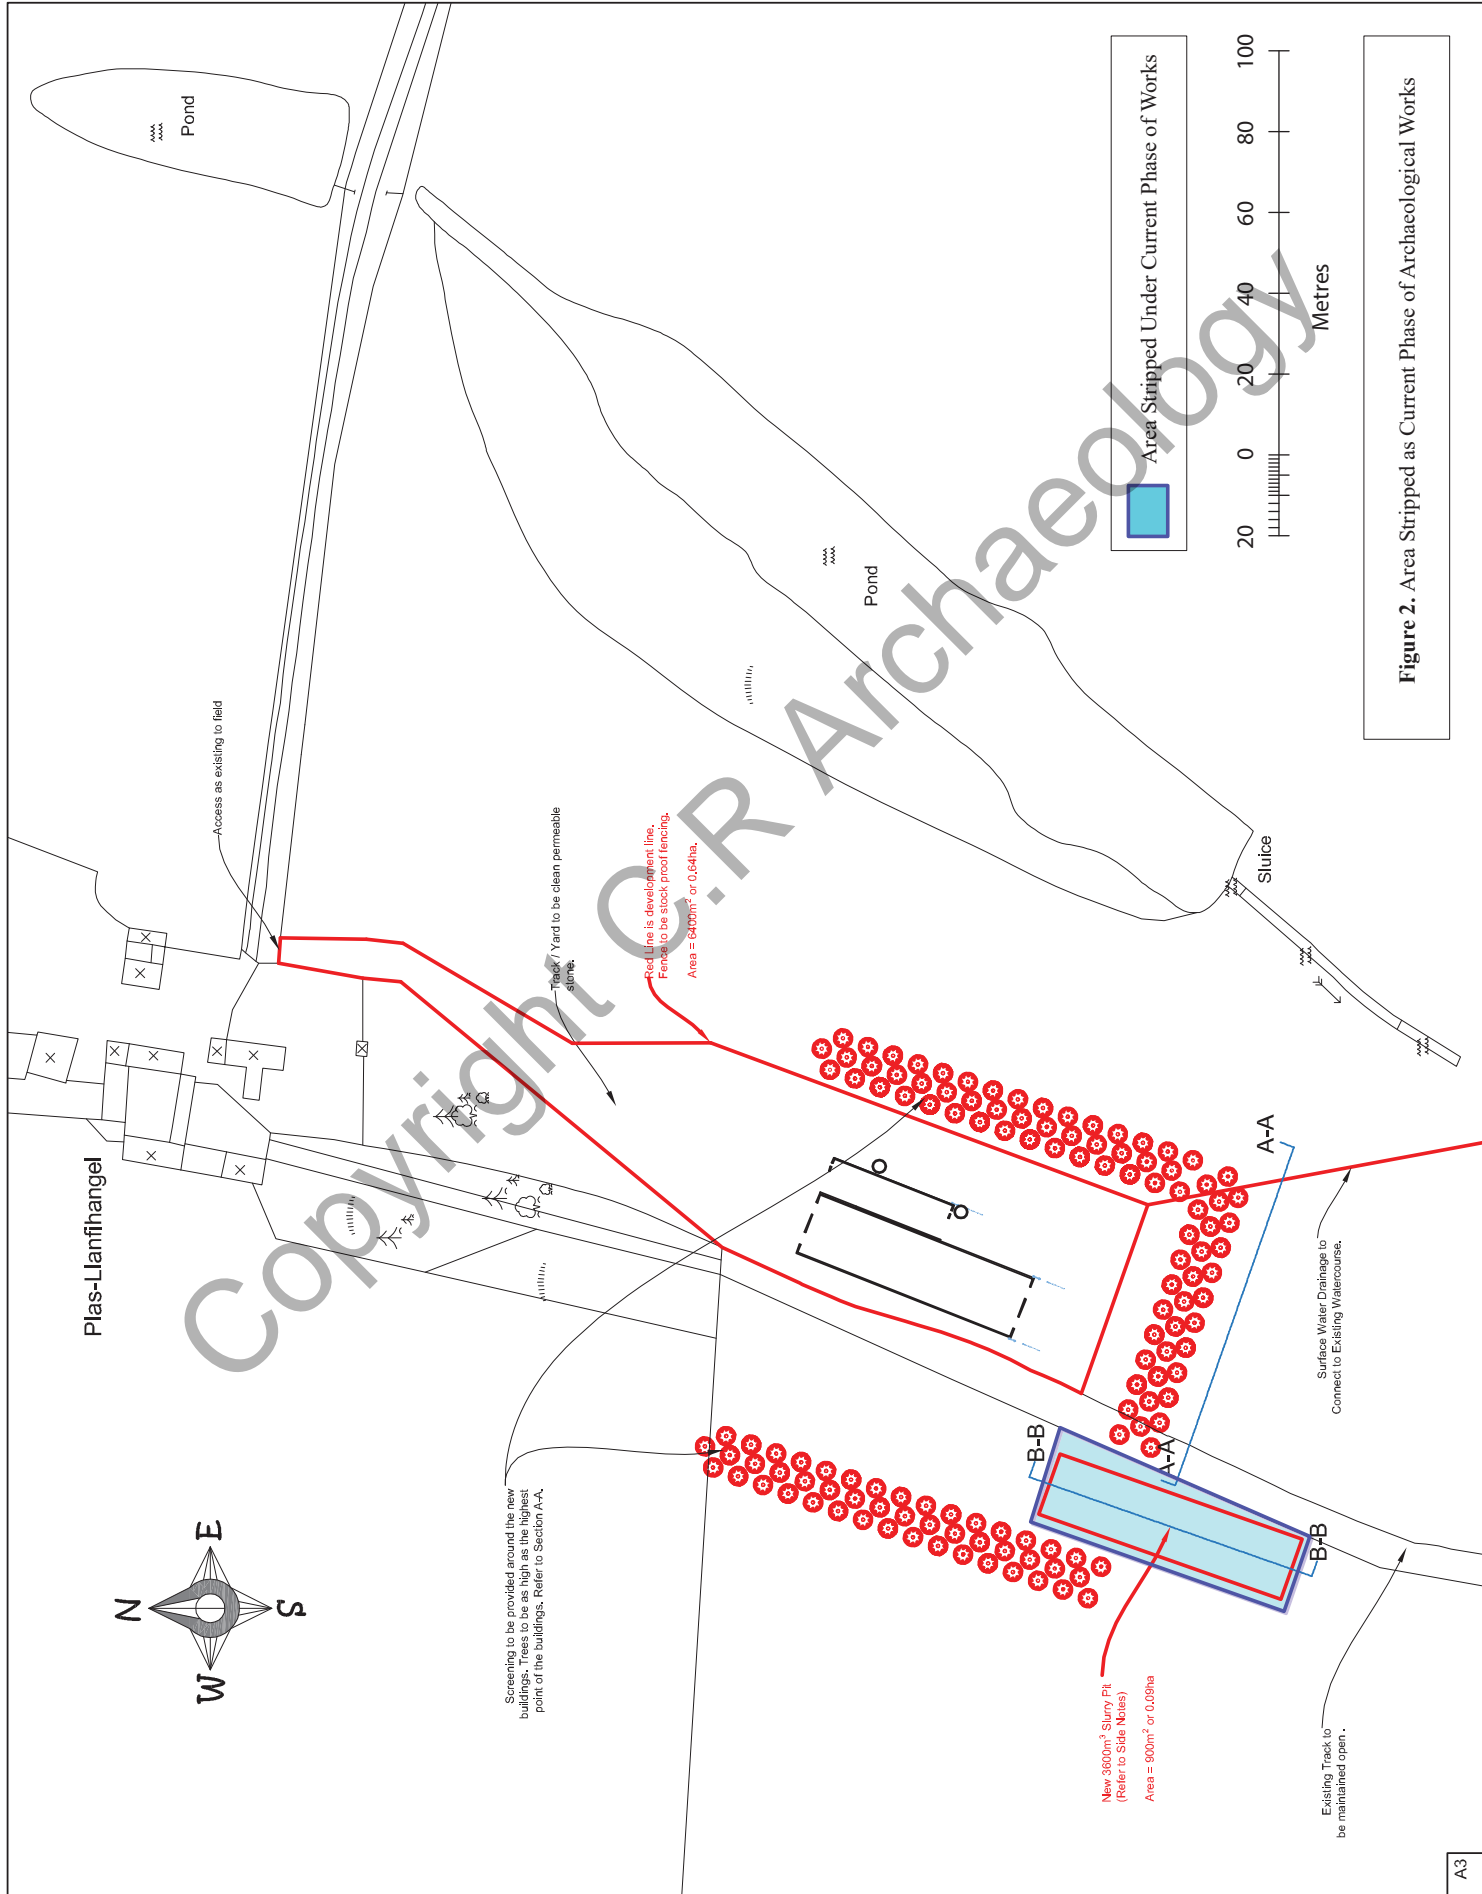 Plas-Llanfihangel
Pond
Access as existing to field
Track / Yard to be clean permeable
stone.
Red Line is development line.
Fence to be stock proof fencing.
Area = 6400m² or 0.64ha.
Pond
Sluice
N
E
S
W
Screening to be provided around the new
buildings. Trees to be as high as the highest
point of the buildings. Refer to Section A-A.
B-B
A-A
A-A
B-B
New 3600m³ Slurry Pit
(Refer to Side Notes)
Area = 900m² or 0.09ha
Surface Water Drainage to
Connect to Existing Watercourse.
Existing Track to
be maintained open.
Area Stripped Under Current Phase of Works
20 0 20 40 60 80 100
Metres
Figure 2. Area Stripped as Current Phase of Archaeological Works
A3
Copyright C.R Archaeology